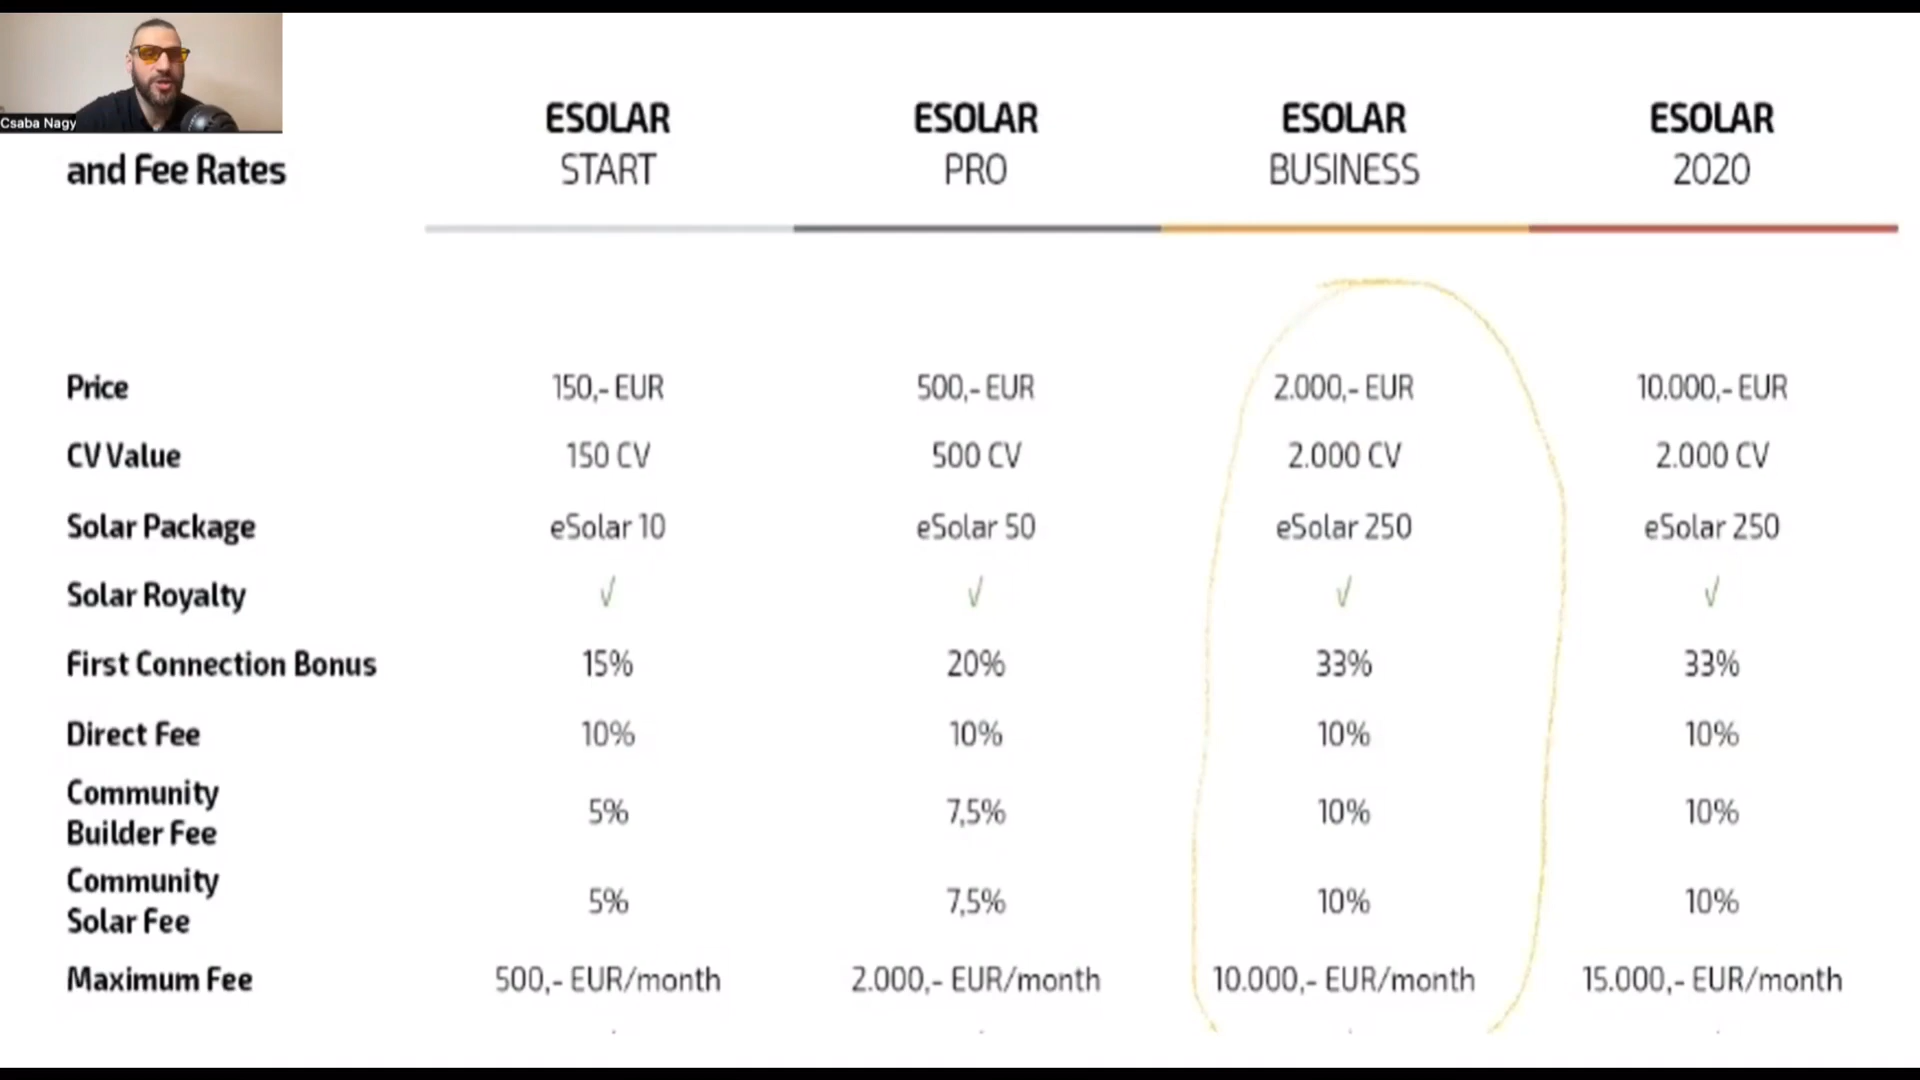 Csaba Nagy
and Fee Rates
ESOLAR START
ESOLAR PRO
ESOLAR BUSINESS
ESOLAR 2020
Price 150,- EUR 500,- EUR 2.000,- EUR 10.000,- EUR
CV Value 150 CV 500 CV 2.000 CV 2.000 CV
Solar Package eSolar 10 eSolar 50 eSolar 250 eSolar 250
Solar Royalty √ √ √ √
First Connection Bonus 15% 20% 33% 33%
Direct Fee 10% 10% 10% 10%
Community
Builder Fee 5% 7,5% 10% 10%
Community
Solar Fee 5% 7,5% 10% 10%
Maximum Fee 500,- EUR/month 2.000,- EUR/month 10.000,- EUR/month 15.000,- EUR/month